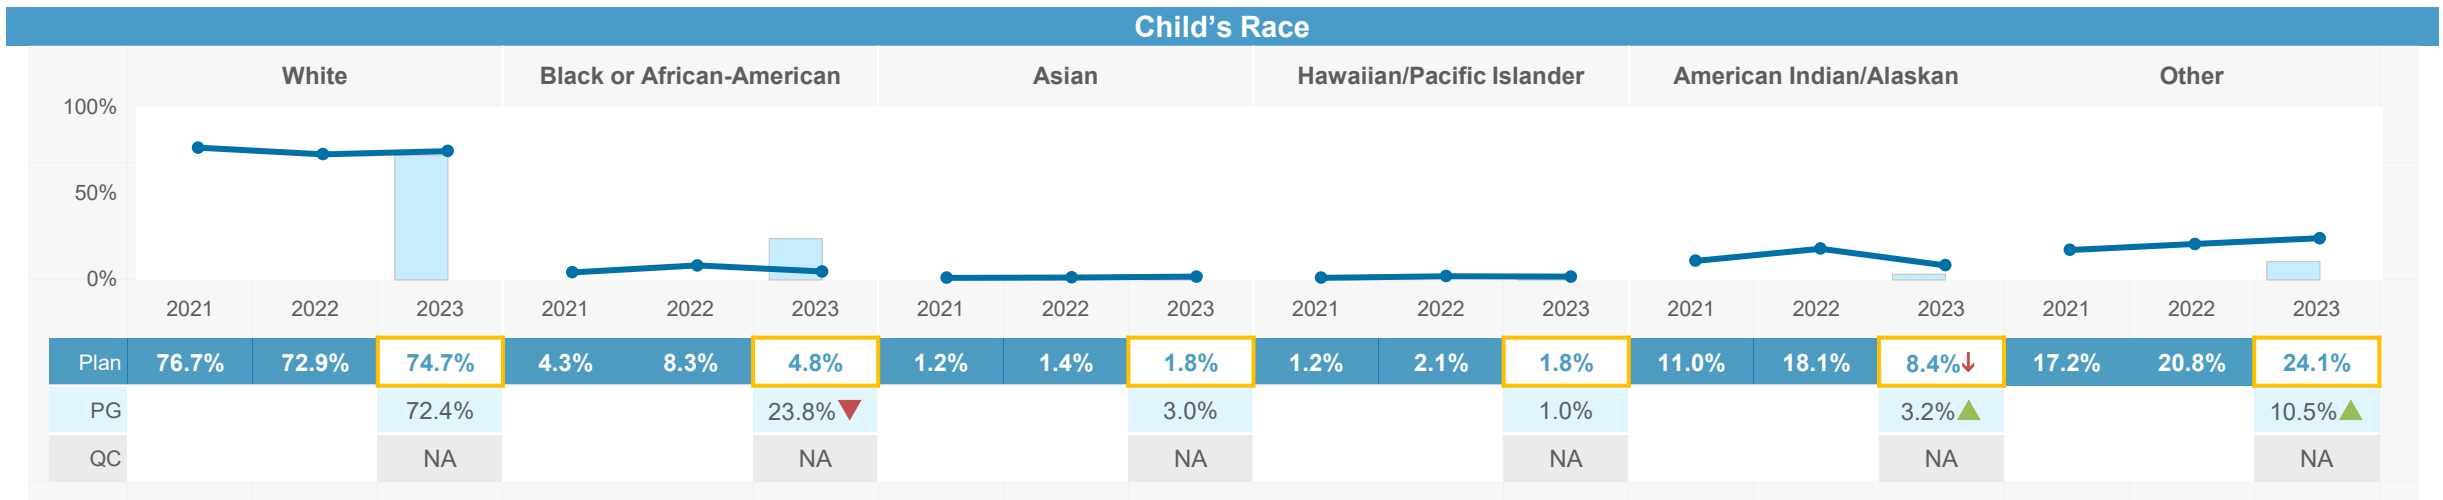 Child’s Race
White Black or African-American Asian Hawaiian/Pacific Islander American Indian/Alaskan Other
100%
50%
0%
2021 2022 2023 2021 2022 2023 2021 2022 2023 2021 2022 2023 2021 2022 2023 2021 2022 2023
Plan 76.7% 72.9% 74.7% 4.3% 8.3% 4.8% 1.2% 1.4% 1.8% 1.2% 2.1% 1.8% 11.0% 18.1% 8.4%↓ 17.2% 20.8% 24.1%
PG 72.4% 23.8%▼ 3.0% 1.0% 3.2%▲ 10.5%▲
QC NA NA NA NA NA NA